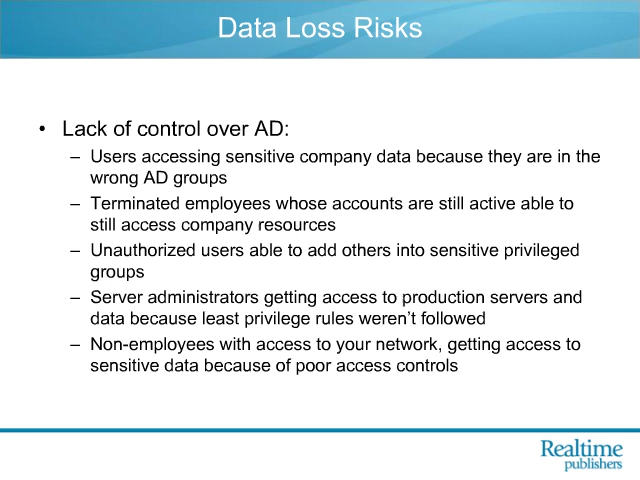 Data Loss Risks
• Lack of control over AD:
– Users accessing sensitive company data because they are in the
wrong AD groups
– Terminated employees whose accounts are still active able to
still access company resources
– Unauthorized users able to add others into sensitive privileged
groups
– Server administrators getting access to production servers and
data because least privilege rules weren’t followed
– Non-employees with access to your network, getting access to
sensitive data because of poor access controls
Realtime
publishers